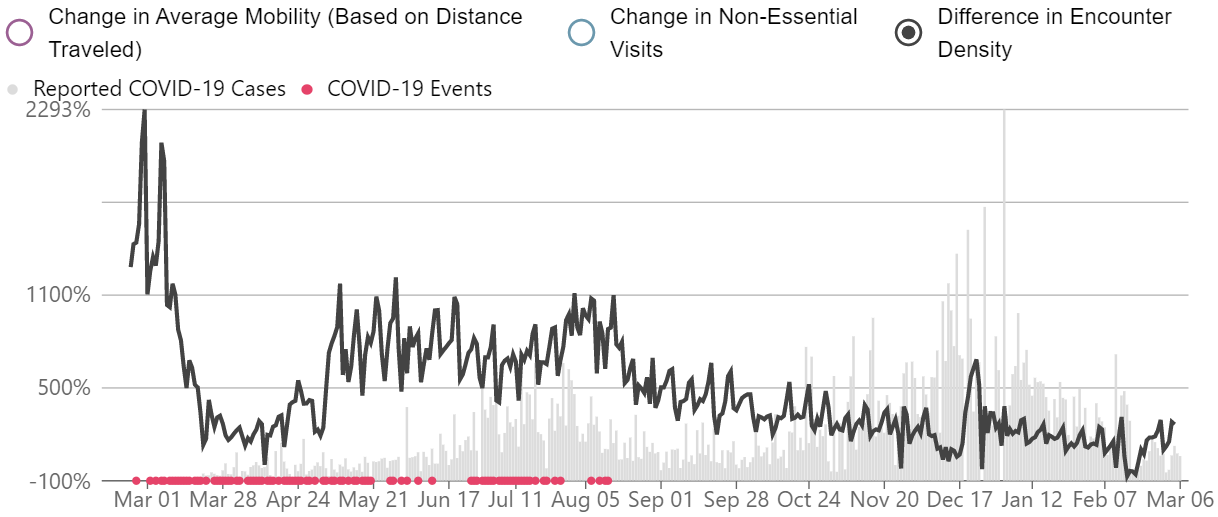 Change in Average Mobility (Based on Distance Traveled)
Change in Non-Essential Visits
Difference in Encounter Density
Reported COVID-19 Cases
COVID-19 Events
2293%
1100%
500%
-100%
Mar 01
Mar 28
Apr 24
May 21
Jun 17
Jul 11
Aug 05
Sep 01
Sep 28
Oct 24
Nov 20
Dec 17
Jan 12
Feb 07
Mar 06